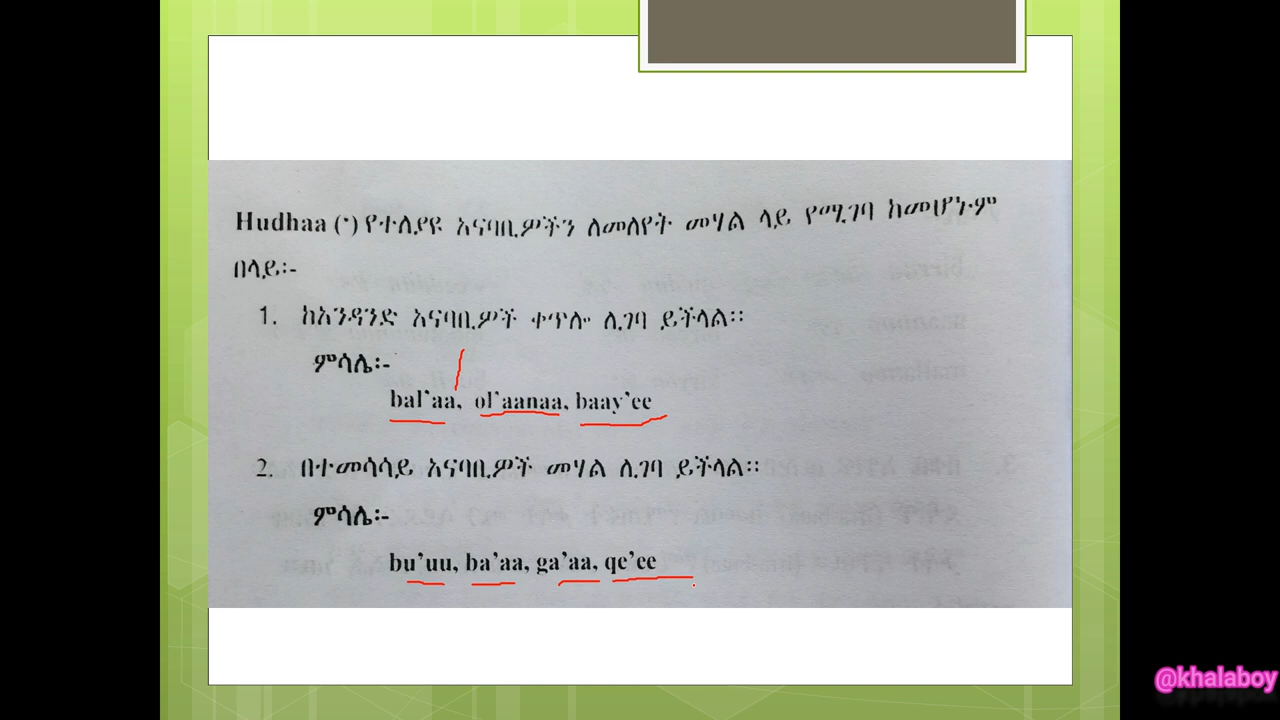 Hudhaa (') የተለያዩ አናባቢዎችን ለመለየት መሃል ላይ የሚገባ ከመሆኑም
በላይ፡-
1. ከአንዳንድ አናባቢዎች ቀጥሎ ሊገባ ይችላል፡፡
ምሳሌ፡-
bal'aa, ol'aanaa, baay'ee
2. በተመሳሳይ አናባቢዎች መሃል ሊገባ ይችላል፡፡
ምሳሌ፡-
bu'uu, ba'aa, ga'aa, qe'ee
@khalaboy